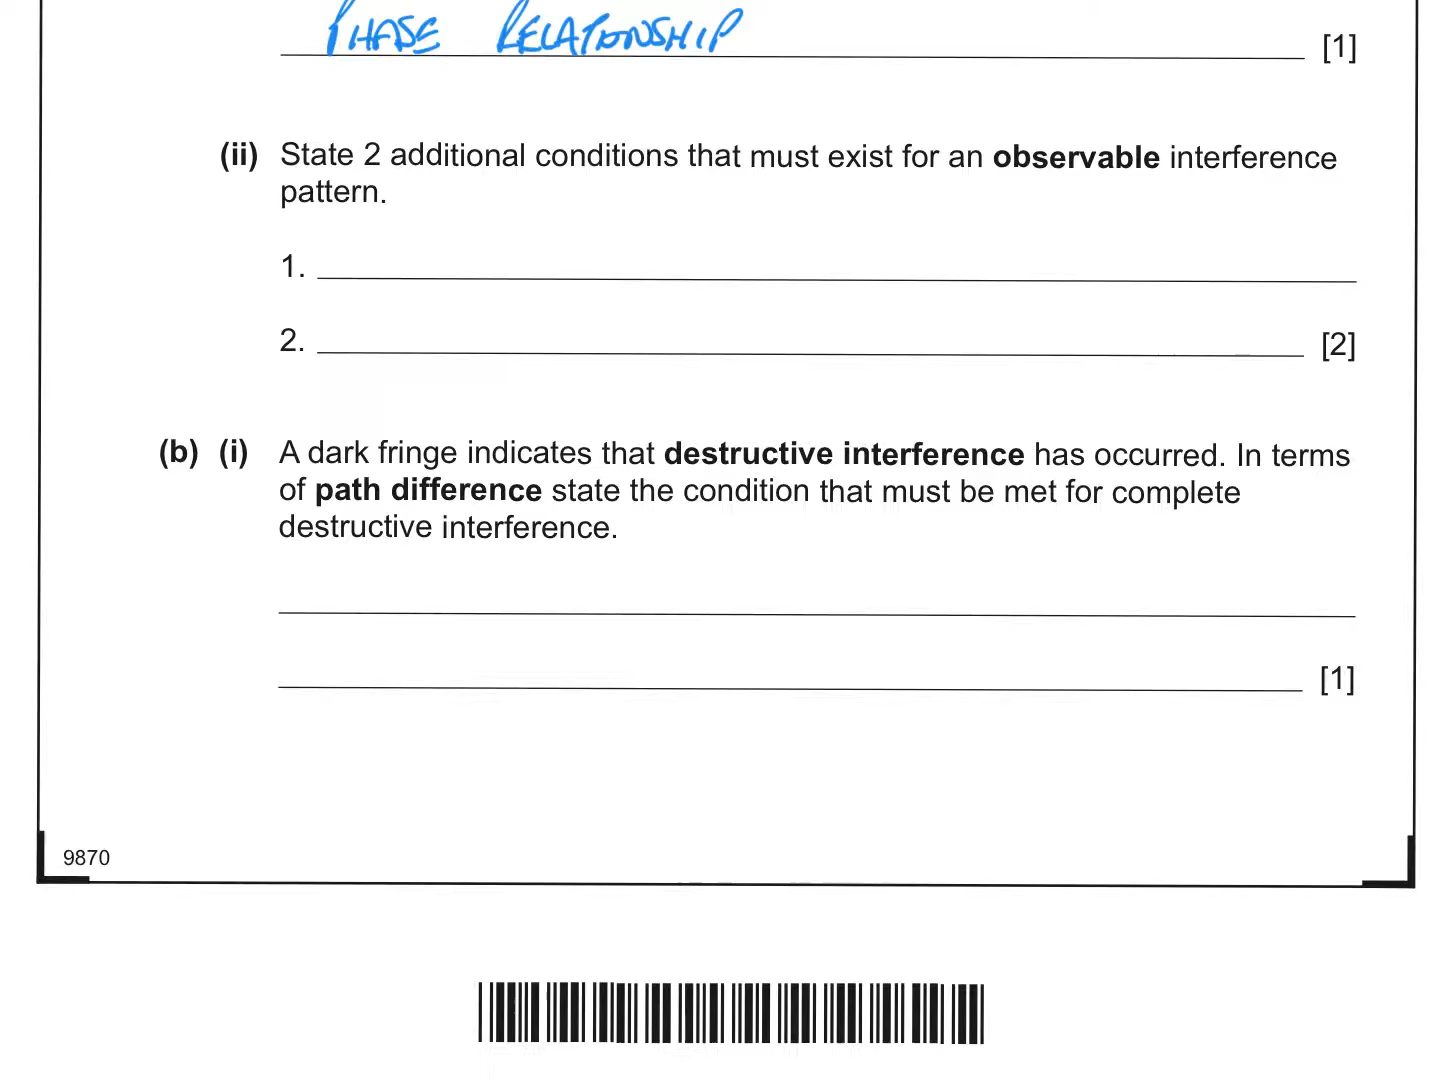 PHASE RELATIONSHIP
[1]
(ii) State 2 additional conditions that must exist for an observable interference
pattern.
1.
2. [2]
(b) (i) A dark fringe indicates that destructive interference has occurred. In terms
of path difference state the condition that must be met for complete
destructive interference.
[1]
9870